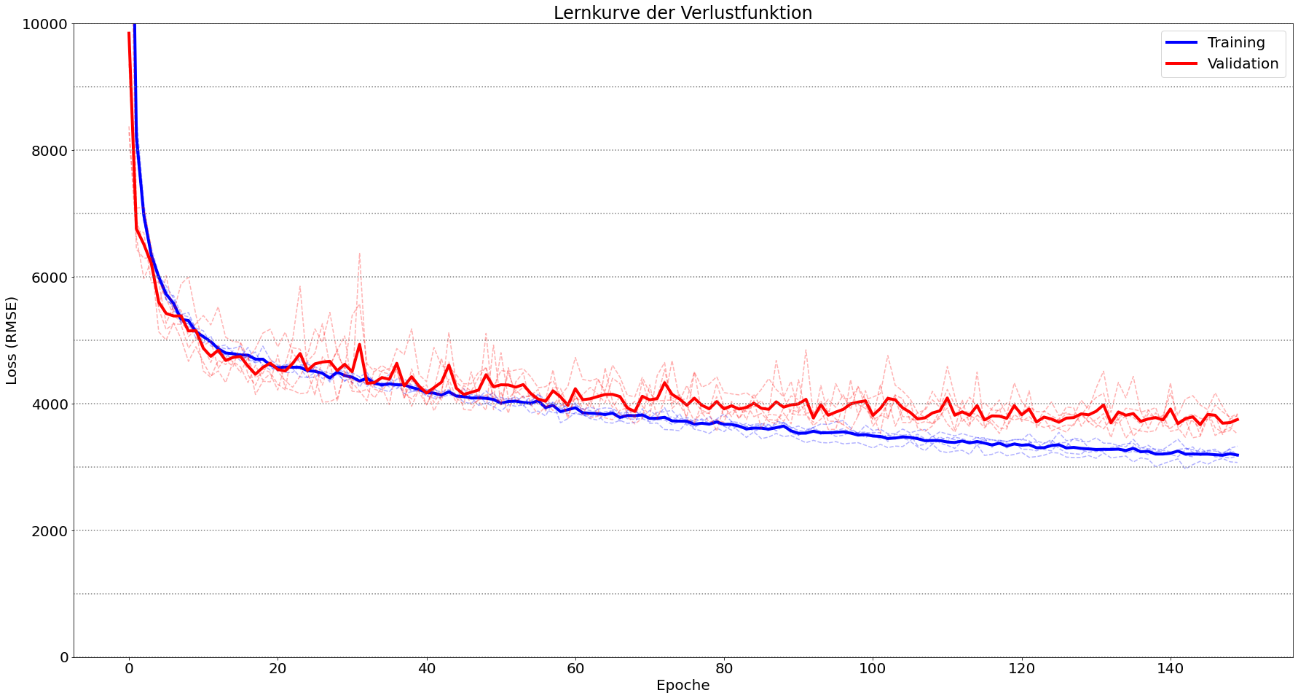 Lernkurve der Verlustfunktion
Training
Validation
Loss (RMSE)
10000
8000
6000
4000
2000
0
0 20 40 60 80 100 120 140
Epoche